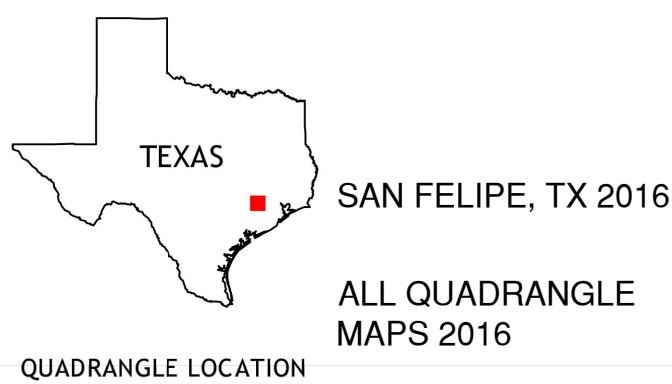 TEXAS
SAN FELIPE, TX 2016
ALL QUADRANGLE
MAPS 2016
QUADRANGLE LOCATION